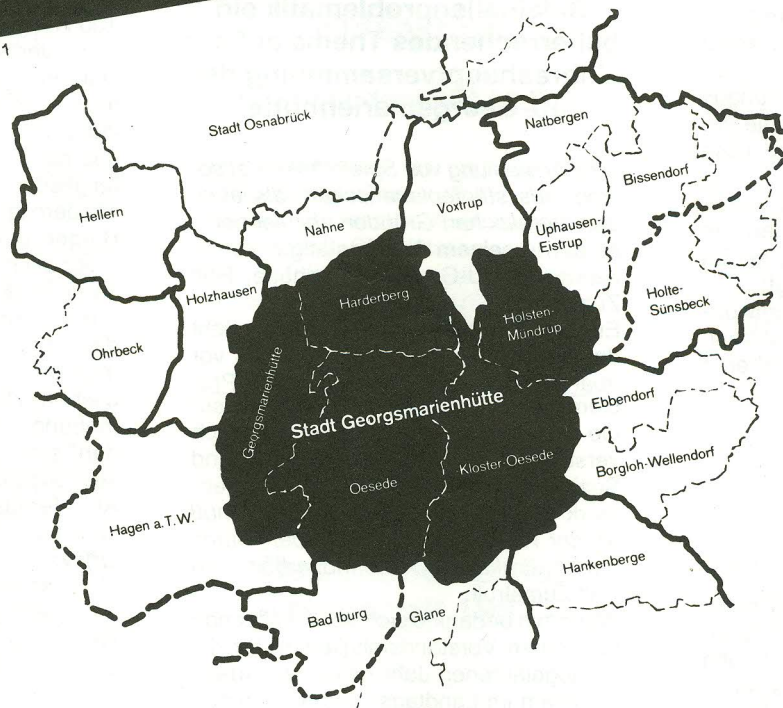 1
Stadt Osnabrück
Natbergen
Bissendorf
Hellern
Nahne
Voxtrup
Uphausen-
Eistrup
Holzhausen
Harderberg
Holsten-
Mündrup
Holte-
Sünsbeck
Ohrbeck
Georgsmarienhütte
Stadt Georgsmarienhütte
Ebbendorf
Kloster-Oesede
Borgloh-Wellendorf
Oesede
Hagen a.T.W.
Hankenberge
Bad Iburg
Glane